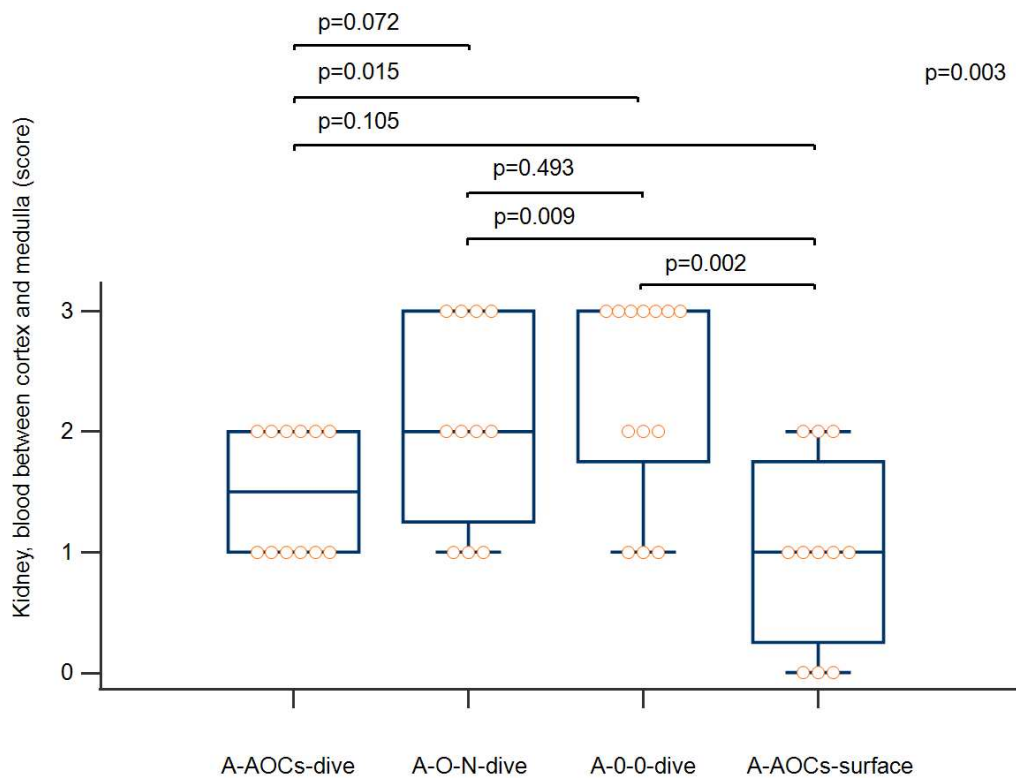 p=0.072
p=0.015
p=0.003
p=0.105
p=0.493
p=0.009
p=0.002
Kidney, blood between cortex and medulla (score)
3
2
1
0
A-AOCs-dive
A-O-N-dive
A-0-0-dive
A-AOCs-surface